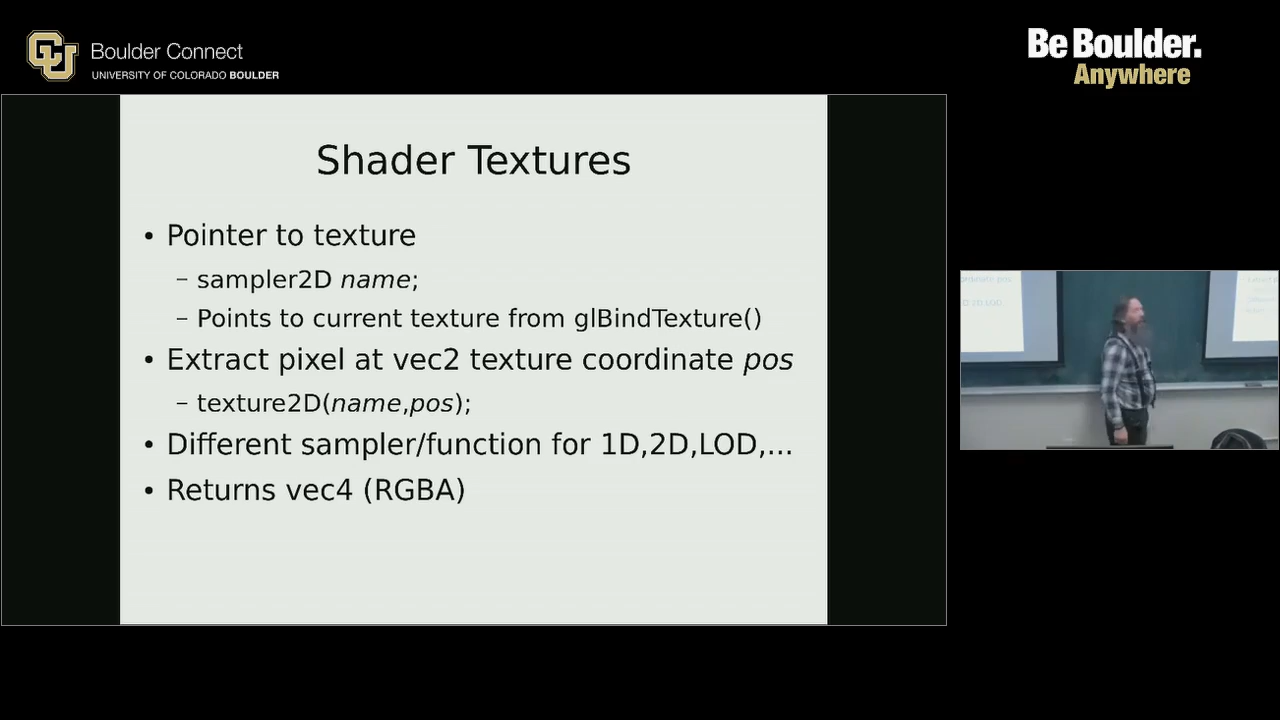 Boulder Connect
UNIVERSITY OF COLORADO BOULDER
Be Boulder.
Anywhere
Shader Textures
• Pointer to texture
– sampler2D name;
– Points to current texture from glBindTexture()
• Extract pixel at vec2 texture coordinate pos
– texture2D(name,pos);
• Different sampler/function for 1D,2D,LOD,...
• Returns vec4 (RGBA)